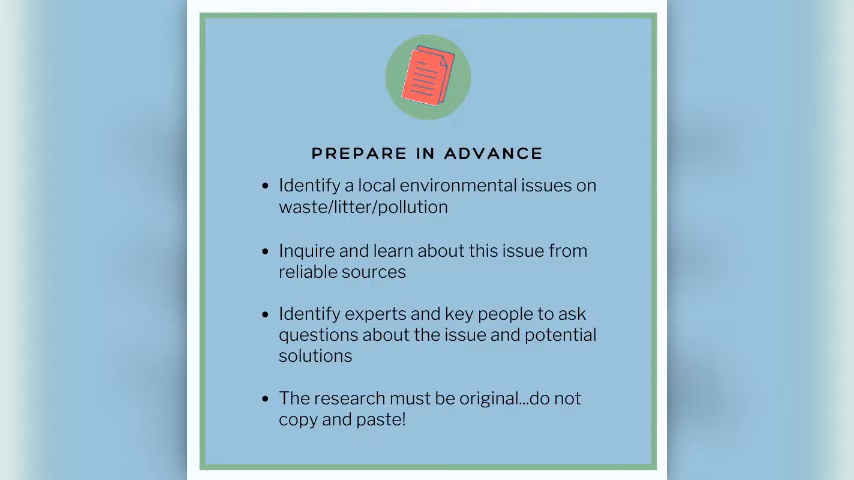 PREPARE IN ADVANCE
• Identify a local environmental issues on
waste/litter/pollution
• Inquire and learn about this issue from
reliable sources
• Identify experts and key people to ask
questions about the issue and potential
solutions
• The research must be original...do not
copy and paste!